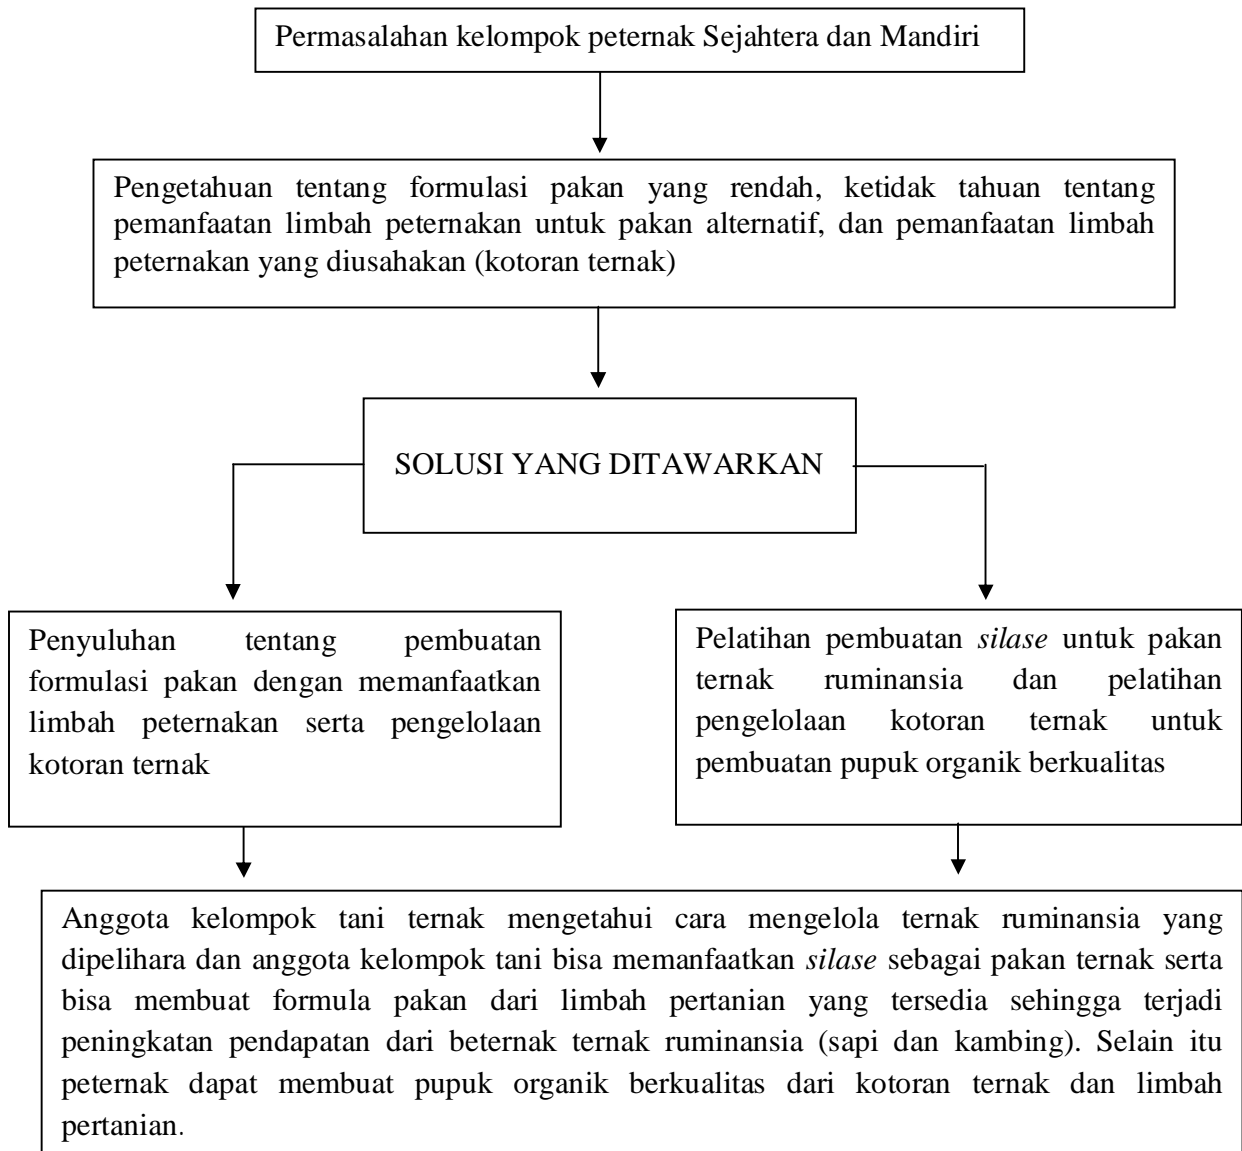 Permasalahan kelompok peternak Sejahtera dan Mandiri
Pengetahuan tentang formulasi pakan yang rendah, ketidak tahuan tentang
pemanfaatan limbah peternakan untuk pakan alternatif, dan pemanfaatan limbah
peternakan yang diusahakan (kotoran ternak)
SOLUSI YANG DITAWARKAN
Penyuluhan tentang pembuatan
formulasi pakan dengan memanfaatkan
limbah peternakan serta pengelolaan
kotoran ternak
Pelatihan pembuatan silase untuk pakan
ternak ruminansia dan pelatihan
pengelolaan kotoran ternak untuk
pembuatan pupuk organik berkualitas
Anggota kelompok tani ternak mengetahui cara mengelola ternak ruminansia yang
dipelihara dan anggota kelompok tani bisa memanfaatkan silase sebagai pakan ternak serta
bisa membuat formula pakan dari limbah pertanian yang tersedia sehingga terjadi
peningkatan pendapatan dari beternak ternak ruminansia (sapi dan kambing). Selain itu
peternak dapat membuat pupuk organik berkualitas dari kotoran ternak dan limbah
pertanian.